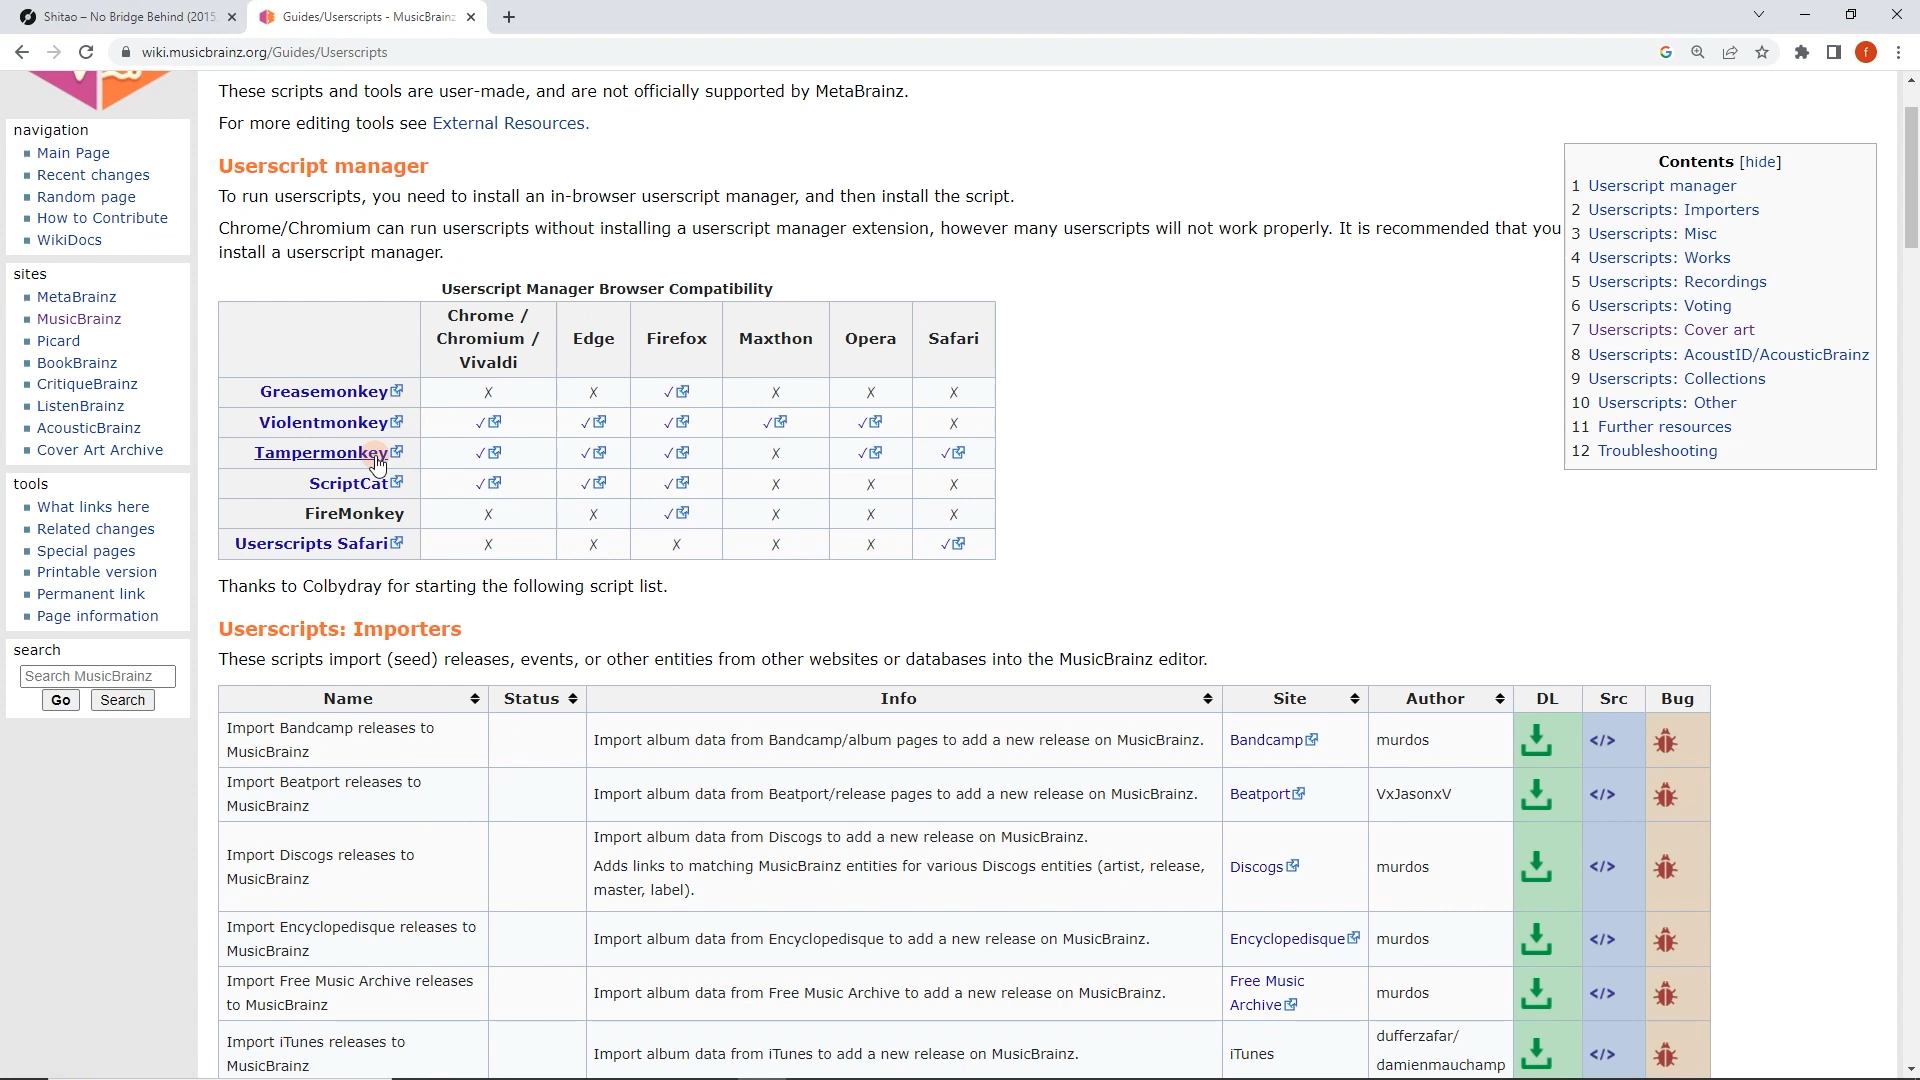 Shitao – No Bridge Behind (2015
Guides/Userscripts - MusicBrainz
wiki.musicbrainz.org/Guides/Userscripts
f
navigation
Main Page
Recent changes
Random page
How to Contribute
WikiDocs
sites
MetaBrainz
MusicBrainz
Picard
BookBrainz
CritiqueBrainz
ListenBrainz
AcousticBrainz
Cover Art Archive
tools
What links here
Related changes
Special pages
Printable version
Permanent link
Page information
search
Search MusicBrainz
Go Search
These scripts and tools are user-made, and are not officially supported by MetaBrainz.
For more editing tools see External Resources.
Userscript manager
To run userscripts, you need to install an in-browser userscript manager, and then install the script.
Chrome/Chromium can run userscripts without installing a userscript manager extension, however many userscripts will not work properly. It is recommended that you
install a userscript manager.
Contents [hide]
1 Userscript manager
2 Userscripts: Importers
3 Userscripts: Misc
4 Userscripts: Works
5 Userscripts: Recordings
6 Userscripts: Voting
7 Userscripts: Cover art
8 Userscripts: AcoustID/AcousticBrainz
9 Userscripts: Collections
10 Userscripts: Other
11 Further resources
12 Troubleshooting
Userscript Manager Browser Compatibility
Chrome /
Chromium /
Vivaldi
Edge Firefox Maxthon Opera Safari
Greasemonkey ✗ ✗ ✓ ✗ ✗ ✗
Violentmonkey ✓ ✓ ✓ ✓ ✓ ✗
Tampermonkey ✓ ✓ ✓ ✗ ✓ ✓
ScriptCat ✓ ✓ ✓ ✗ ✗ ✗
FireMonkey ✗ ✗ ✓ ✗ ✗ ✗
Userscripts Safari ✗ ✗ ✗ ✗ ✗ ✓
Thanks to Colbydray for starting the following script list.
Userscripts: Importers
These scripts import (seed) releases, events, or other entities from other websites or databases into the MusicBrainz editor.
Name Status Info Site Author DL Src Bug
Import Bandcamp releases to
MusicBrainz
Import album data from Bandcamp/album pages to add a new release on MusicBrainz. Bandcamp murdos </>
Import Beatport releases to
MusicBrainz
Import album data from Beatport/release pages to add a new release on MusicBrainz. Beatport VxJasonxV </>
Import Discogs releases to
MusicBrainz
Import album data from Discogs to add a new release on MusicBrainz.
Adds links to matching MusicBrainz entities for various Discogs entities (artist, release,
master, label).
Discogs murdos </>
Import Encyclopedisque releases to
MusicBrainz
Import album data from Encyclopedisque to add a new release on MusicBrainz. Encyclopedisque murdos </>
Import Free Music Archive releases
to MusicBrainz
Import album data from Free Music Archive to add a new release on MusicBrainz.
Free Music
Archive
murdos </>
Import iTunes releases to
MusicBrainz
Import album data from iTunes to add a new release on MusicBrainz. iTunes
dufferzafar/
damienmauchamp
</>